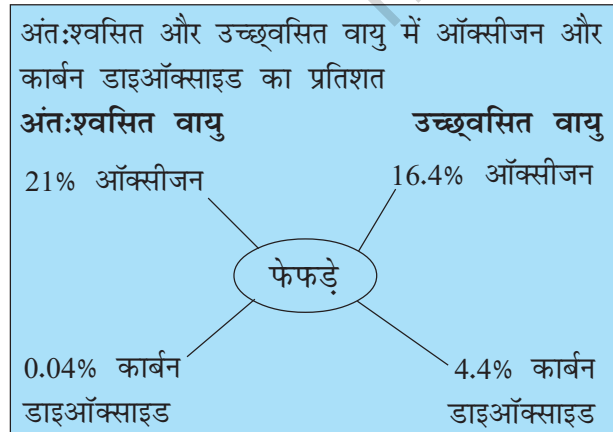 अंत:श्वसित और उच्छ्वसित वायु में ऑक्सीजन और
कार्बन डाइऑक्साइड का प्रतिशत
अंतःश्वसित वायु उच्छ्वसित वायु
21% ऑक्सीजन 16.4% ऑक्सीजन
फेफड़े
0.04% कार्बन 4.4% कार्बन
डाइऑक्साइड डाइऑक्साइड